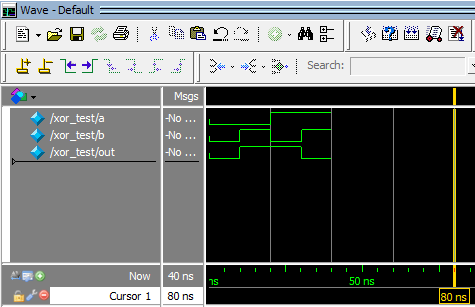 Wave - Default
Search:
Msgs
/xor_test/a -No ...
/xor_test/b -No ...
/xor_test/out -No ...
Now 40 ns ns 50 ns
Cursor 1 80 ns 80 ns